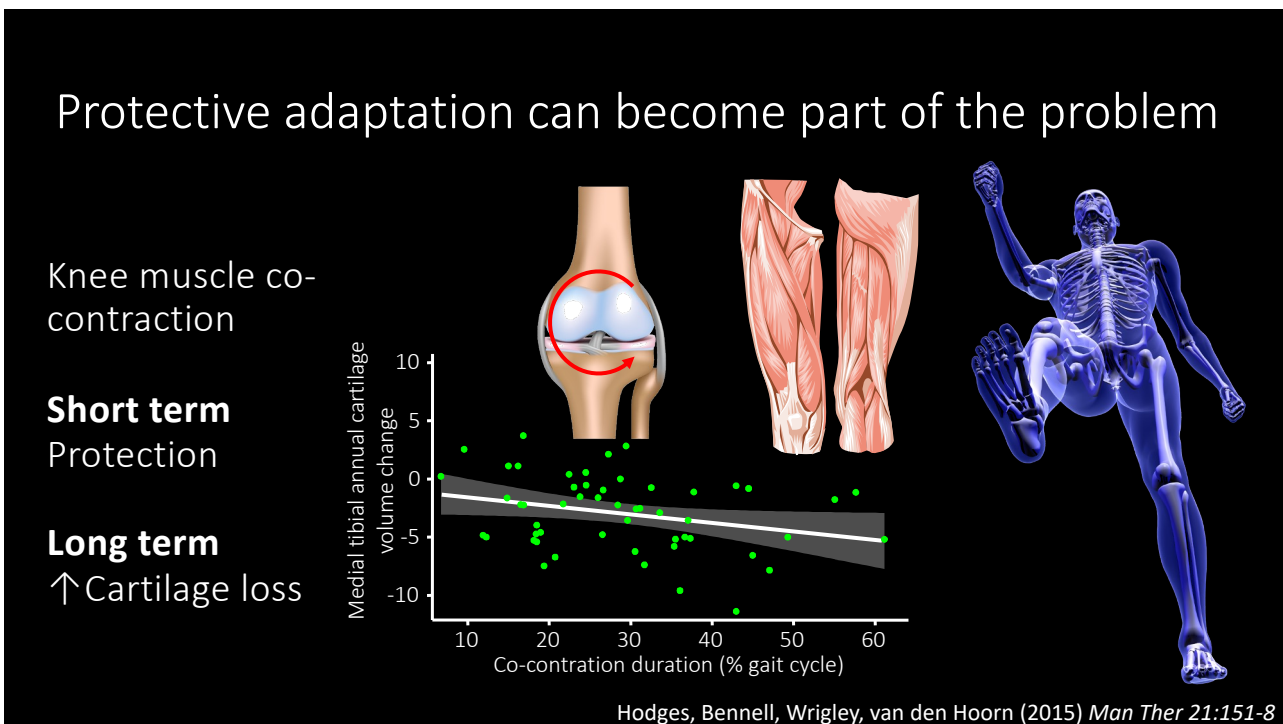 Protective adaptation can become part of the problem
Knee muscle co-
contraction
Short term
Protection
Long term
↑Cartilage loss
Medial tibial annual cartilage
volume change
10
5
0
-5
-10
10 20 30 40 50 60
Co-contration duration (% gait cycle)
Hodges, Bennell, Wrigley, van den Hoorn (2015) Man Ther 21:151-8